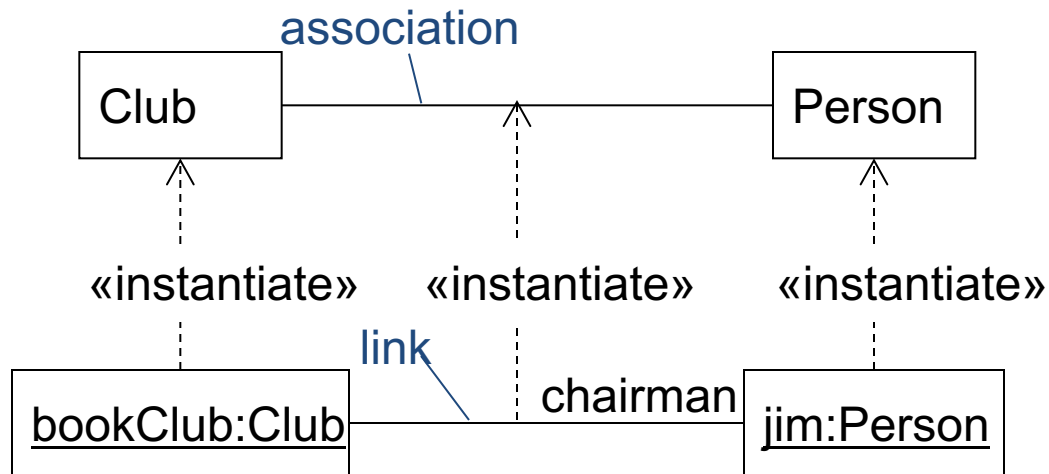 association
Club
Person
«instantiate»
«instantiate»
«instantiate»
link
chairman
bookClub:Club
jim:Person